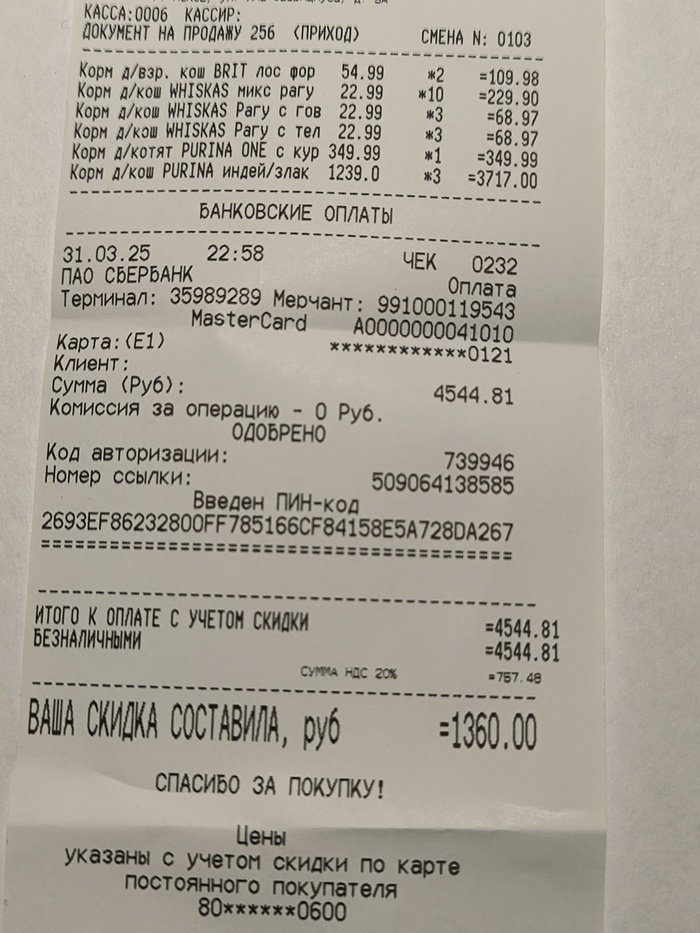 КАССА:0006 КАССИР:
ДОКУМЕНТ НА ПРОДАЖУ 256 (ПРИХОД) СМЕНА N: 0103
Корм д/взр. кош BRIT лос фор 54.99 *2 =109.98
Корм д/кош WHISKAS микс рагу 22.99 *10 =229.90
Корм д/кош WHISKAS Рагу с гов 22.99 *3 =68.97
Корм д/кош WHISKAS Рагу с тел 22.99 *3 =68.97
Корм д/котят PURINA ONE с кур 349.99 *1 =349.99
Корм д/кош PURINA индей/злак 1239.0 *3 =3717.00
БАНКОВСКИЕ ОПЛАТЫ
31.03.25 22:58 ЧЕК 0232
ПАО СБЕРБАНК Оплата
Терминал: 35989289 Мерчант: 991000119543
MasterCard A0000000041010
Карта:(E1) ************0121
Клиент:
Сумма (Руб): 4544.81
Комиссия за операцию - 0 Руб.
ОДОБРЕНО
Код авторизации: 739946
Номер ссылки: 509064138585
Введен ПИН-код
2693EF86232800FF785166CF84158E5A728DA267
========================================
ИТОГО К ОПЛАТЕ С УЧЕТОМ СКИДКИ =4544.81
БЕЗНАЛИЧНЫМИ =4544.81
СУММА НДС 20% =757.48
ВАША СКИДКА СОСТАВИЛА, руб =1360.00
СПАСИБО ЗА ПОКУПКУ!
Цены
указаны с учетом скидки по карте
постоянного покупателя
80******0600